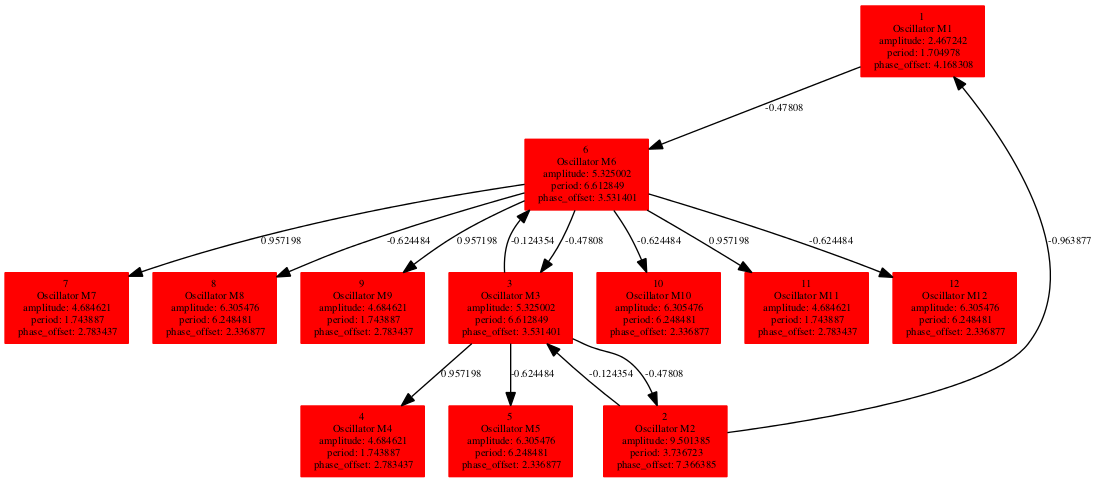 1
Oscillator M1
amplitude: 2.467242
period: 1.704978
phase_offset: 4.168308
-0.47808
6
Oscillator M6
amplitude: 5.325002
period: 6.612849
phase_offset: 3.531401
0.957198
-0.624484
0.957198
-0.124354
-0.47808
-0.624484
0.957198
-0.624484
-0.963877
7
Oscillator M7
amplitude: 4.684621
period: 1.743887
phase_offset: 2.783437
8
Oscillator M8
amplitude: 6.305476
period: 6.248481
phase_offset: 2.336877
9
Oscillator M9
amplitude: 4.684621
period: 1.743887
phase_offset: 2.783437
3
Oscillator M3
amplitude: 5.325002
period: 6.612849
phase_offset: 3.531401
10
Oscillator M10
amplitude: 6.305476
period: 6.248481
phase_offset: 2.336877
11
Oscillator M11
amplitude: 4.684621
period: 1.743887
phase_offset: 2.783437
12
Oscillator M12
amplitude: 6.305476
period: 6.248481
phase_offset: 2.336877
0.957198
-0.624484
-0.124354
-0.47808
4
Oscillator M4
amplitude: 4.684621
period: 1.743887
phase_offset: 2.783437
5
Oscillator M5
amplitude: 6.305476
period: 6.248481
phase_offset: 2.336877
2
Oscillator M2
amplitude: 9.501385
period: 3.736723
phase_offset: 7.366385